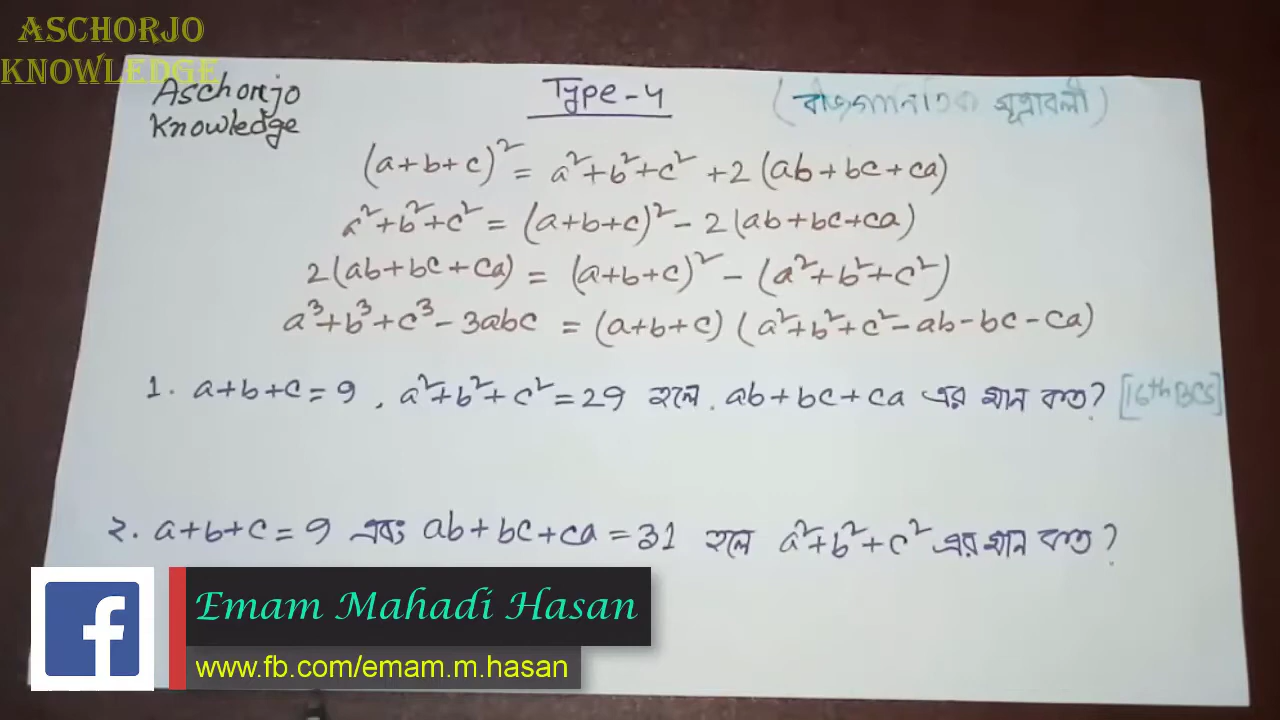 ASCHORJO
KNOWLEDGE
Aschorjo
Knowledge
Type-4
(বীজগাণিতিক সূত্রাবলী)
(a+b+c)² = a²+b²+c² +2(ab+bc+ca)
a²+b²+c² = (a+b+c)² - 2(ab+bc+ca)
2(ab+bc+ca) = (a+b+c)² - (a²+b²+c²)
a³+b³+c³-3abc = (a+b+c) (a²+b²+c²-ab-bc-ca)
1. a+b+c=9, a²+b²+c²=29 হলে. ab+bc+ca এর মান কত? [16th BCS]
২. a+b+c=9 এবং ab+bc+ca=31 হলে a²+b²+c² এর মান কত?
f
Emam Mahadi Hasan
www.fb.com/emam.m.hasan